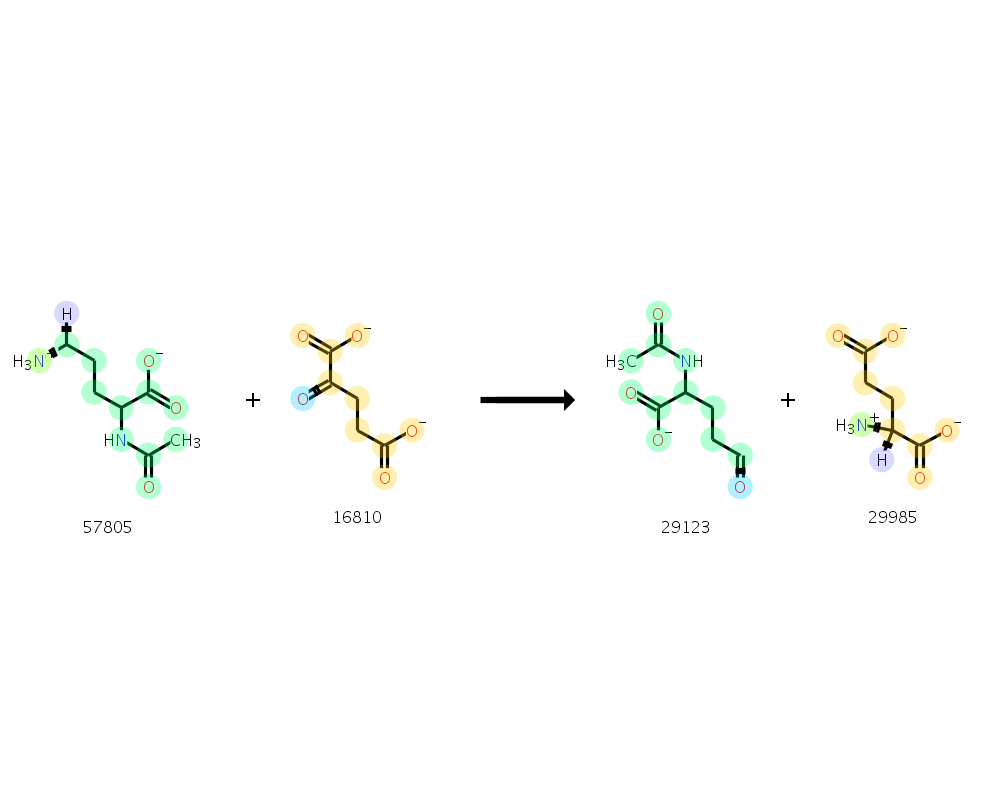 H O⁻ H₃N⁺ O HN CH₃ O
57805
+
O O⁻ O O⁻ O
16810
O H₃C NH O O⁻ O
29123
+
O O⁻ H₃N⁺ O⁻ H O
29985